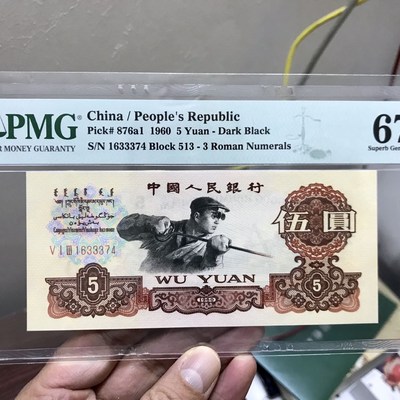 PMG
R MONEY GUARANTY
China / People's Republic
Pick# 876a1 1960 5 Yuan - Dark Black
S/N 1633374 Block 513 - 3 Roman Numerals
67
Superb Gem
中國人民銀行
伍圓
V I III 1633374
WU YUAN
5
5